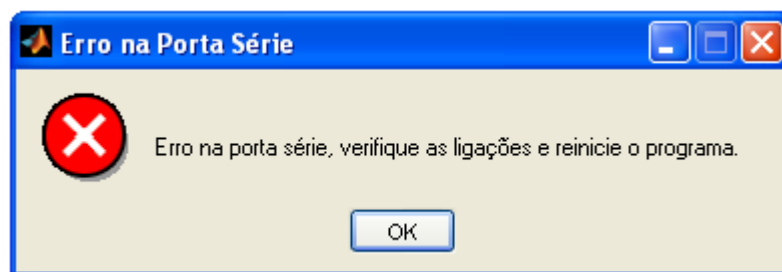 Erro na Porta Série
Erro na porta série, verifique as ligações e reinicie o programa.
OK